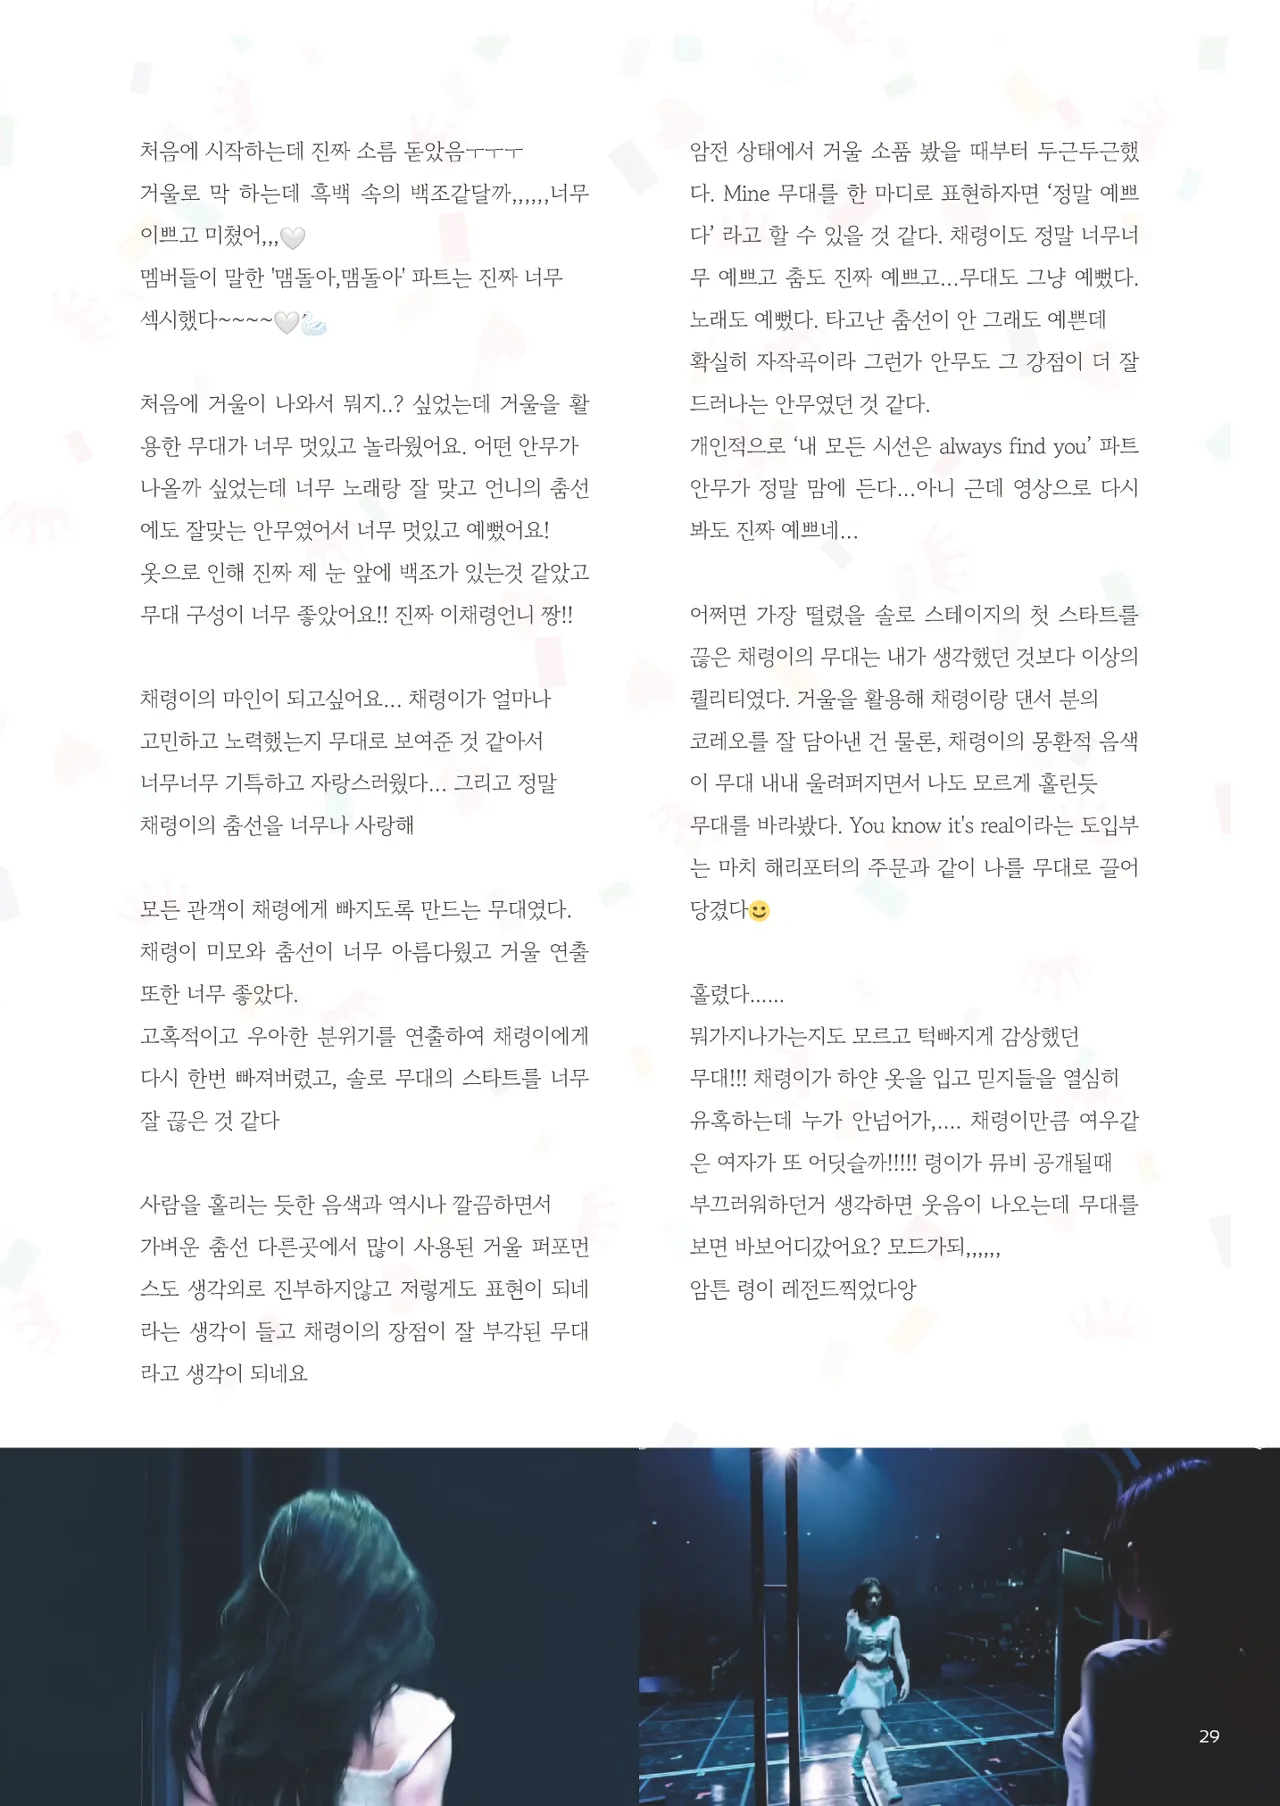 처음에 시작하는데 진짜 소름 돋았음ㅜㅜㅜ
거울로 막 하는데 흑백 속의 백조같달까,,,,,,너무
이쁘고 미쳤어,,,🤍
멤버들이 말한 '맴돌아,맴돌아' 파트는 진짜 너무
섹시했다~~~~🤍🦢
처음에 거울이 나와서 뭐지..? 싶었는데 거울을 활
용한 무대가 너무 멋있고 놀라웠어요. 어떤 안무가
나올까 싶었는데 너무 노래랑 잘 맞고 언니의 춤선
에도 잘맞는 안무였어서 너무 멋있고 예뻤어요!
옷으로 인해 진짜 제 눈 앞에 백조가 있는것 같았고
무대 구성이 너무 좋았어요!! 진짜 이채령언니 짱!!
채령이의 마인이 되고싶어요... 채령이가 얼마나
고민하고 노력했는지 무대로 보여준 것 같아서
너무너무 기특하고 자랑스러웠다... 그리고 정말
채령이의 춤선을 너무나 사랑해
모든 관객이 채령에게 빠지도록 만드는 무대였다.
채령이 미모와 춤선이 너무 아름다웠고 거울 연출
또한 너무 좋았다.
고혹적이고 우아한 분위기를 연출하여 채령이에게
다시 한번 빠져버렸고, 솔로 무대의 스타트를 너무
잘 끊은 것 같다
사람을 홀리는 듯한 음색과 역시나 깔끔하면서
가벼운 춤선 다른곳에서 많이 사용된 거울 퍼포먼
스도 생각외로 진부하지않고 저렇게도 표현이 되네
라는 생각이 들고 채령이의 장점이 잘 부각된 무대
라고 생각이 되네요
암전 상태에서 거울 소품 봤을 때부터 두근두근했
다. Mine 무대를 한 마디로 표현하자면 ‘정말 예쁘
다’ 라고 할 수 있을 것 같다. 채령이도 정말 너무너
무 예쁘고 춤도 진짜 예쁘고...무대도 그냥 예뻤다.
노래도 예뻤다. 타고난 춤선이 안 그래도 예쁜데
확실히 자작곡이라 그런가 안무도 그 강점이 더 잘
드러나는 안무였던 것 같다.
개인적으로 ‘내 모든 시선은 always find you’ 파트
안무가 정말 맘에 든다...아니 근데 영상으로 다시
봐도 진짜 예쁘네...
어쩌면 가장 떨렸을 솔로 스테이지의 첫 스타트를
끊은 채령이의 무대는 내가 생각했던 것보다 이상의
퀄리티였다. 거울을 활용해 채령이랑 댄서 분의
코레오를 잘 담아낸 건 물론, 채령이의 몽환적 음색
이 무대 내내 울려퍼지면서 나도 모르게 홀린듯
무대를 바라봤다. You know it's real이라는 도입부
는 마치 해리포터의 주문과 같이 나를 무대로 끌어
당겼다🙂
홀렸다......
뭐가지나가는지도 모르고 턱빠지게 감상했던
무대!!! 채령이가 하얀 옷을 입고 믿지들을 열심히
유혹하는데 누가 안넘어가,.... 채령이만큼 여우같
은 여자가 또 어딧슬까!!!!! 령이가 뮤비 공개될때
부끄러워하던거 생각하면 웃음이 나오는데 무대를
보면 바보어디갔어요? 모드가되,,,,,,
암튼 령이 레전드찍었다앙
29